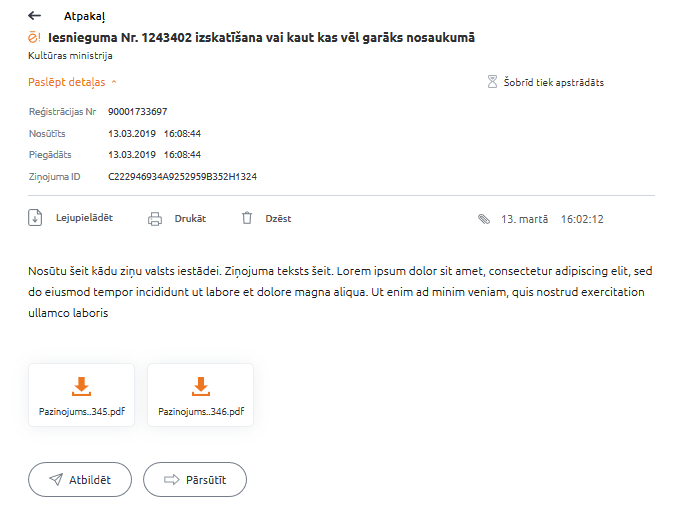 Atpakaļ
ē! Iesnieguma Nr. 1243402 izskatīšana vai kaut kas vēl garāks nosaukumā
Kultūras ministrija
Paslēpt detaļas
Šobrīd tiek apstrādāts
Reģistrācijas Nr 90001733697
Nosūtīts 13.03.2019 16:08:44
Piegādāts 13.03.2019 16:08:44
Ziņojuma ID C222946934A9252959B352H1324
Lejupielādēt Drukāt Dzēst 13. martā 16:02:12
Nosūtu šeit kādu ziņu valsts iestādei. Ziņojuma teksts šeit. Lorem ipsum dolor sit amet, consectetur adipiscing elit, sed
do eiusmod tempor incididunt ut labore et dolore magna aliqua. Ut enim ad minim veniam, quis nostrud exercitation
ullamco laboris
Pazinojums..345.pdf Pazinojums..346.pdf
Atbildēt Pārsūtīt